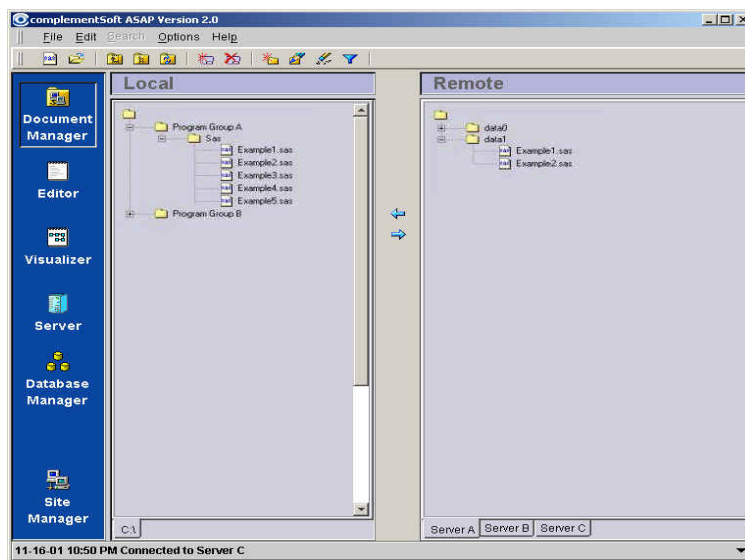 complementSoft ASAP Version 2.0
File Edit Search Options Help
Local
Remote
Document Manager
Editor
Visualizer
Server
Database Manager
Site Manager
Program Group A
Sas
Example1.sas
Example2.sas
Example3.sas
Example4.sas
Example5.sas
Program Group B
C:\
data0
data1
Example1.sas
Example2.sas
Server A Server B Server C
11-16-01 10:50 PM Connected to Server C